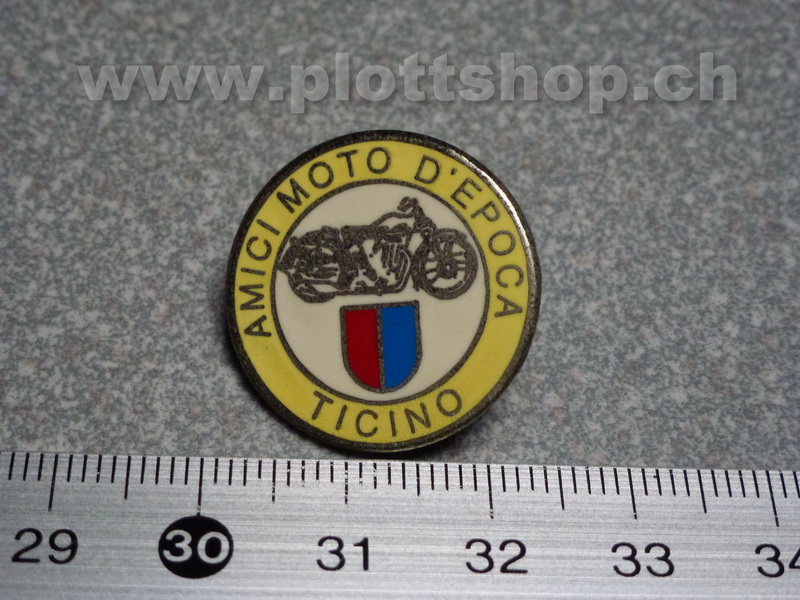 www.plottshop.ch
AMICI MOTO D'EPOCA
TICINO
29 30 31 32 33 34